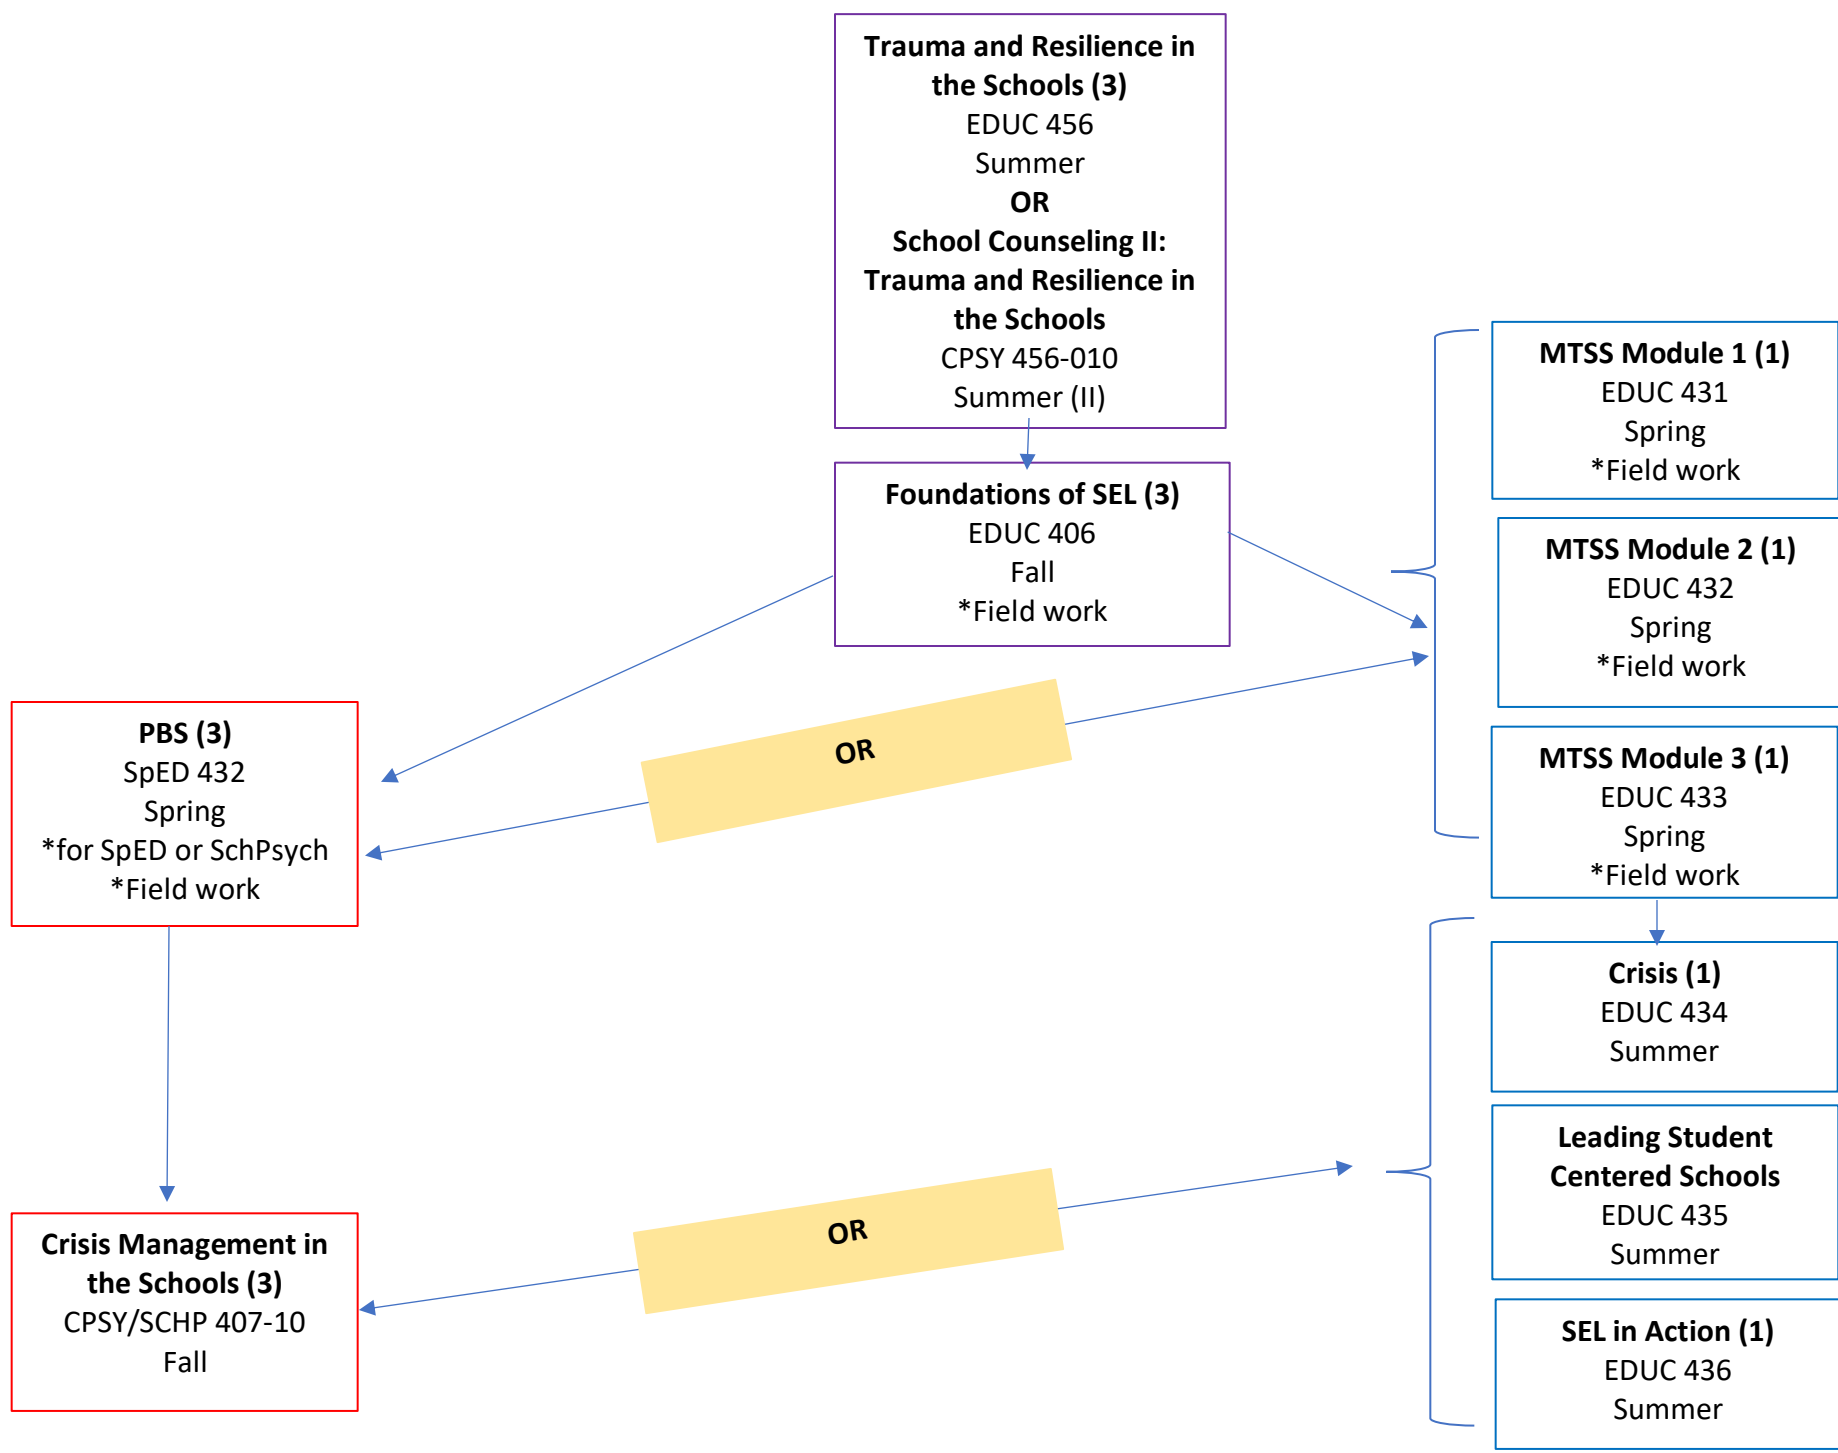 Trauma and Resilience in
the Schools (3)
EDUC 456
Summer
OR
School Counseling II:
Trauma and Resilience in
the Schools
CPSY 456-010
Summer (II)
Foundations of SEL (3)
EDUC 406
Fall
*Field work
MTSS Module 1 (1)
EDUC 431
Spring
*Field work
MTSS Module 2 (1)
EDUC 432
Spring
*Field work
MTSS Module 3 (1)
EDUC 433
Spring
*Field work
OR
PBS (3)
SpED 432
Spring
*for SpED or SchPsych
*Field work
Crisis (1)
EDUC 434
Summer
Leading Student
Centered Schools
EDUC 435
Summer
SEL in Action (1)
EDUC 436
Summer
OR
Crisis Management in
the Schools (3)
CPSY/SCHP 407-10
Fall